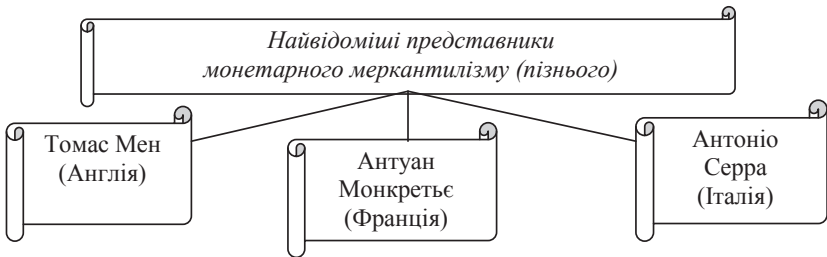 Найвідоміші представники
монетарного меркантилізму (пізнього)
Томас Мен
(Англія)
Антуан
Монкретьє
(Франція)
Антоніо
Серра
(Італія)